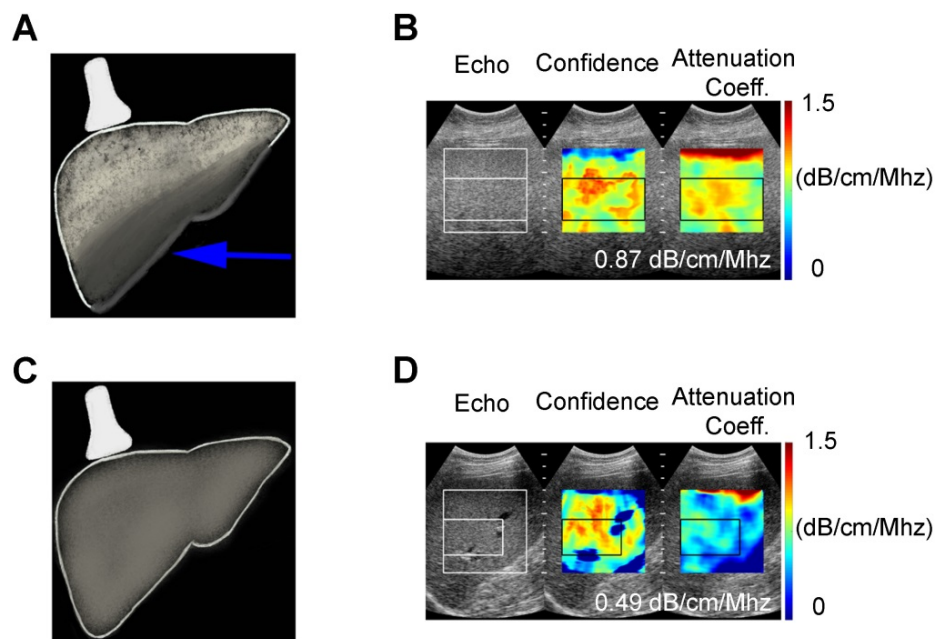 A
B
Echo
Confidence
Attenuation
Coeff.
1.5
(dB/cm/Mhz)
0.87 dB/cm/Mhz
0
C
D
Echo
Confidence
Attenuation
Coeff.
1.5
(dB/cm/Mhz)
0.49 dB/cm/Mhz
0